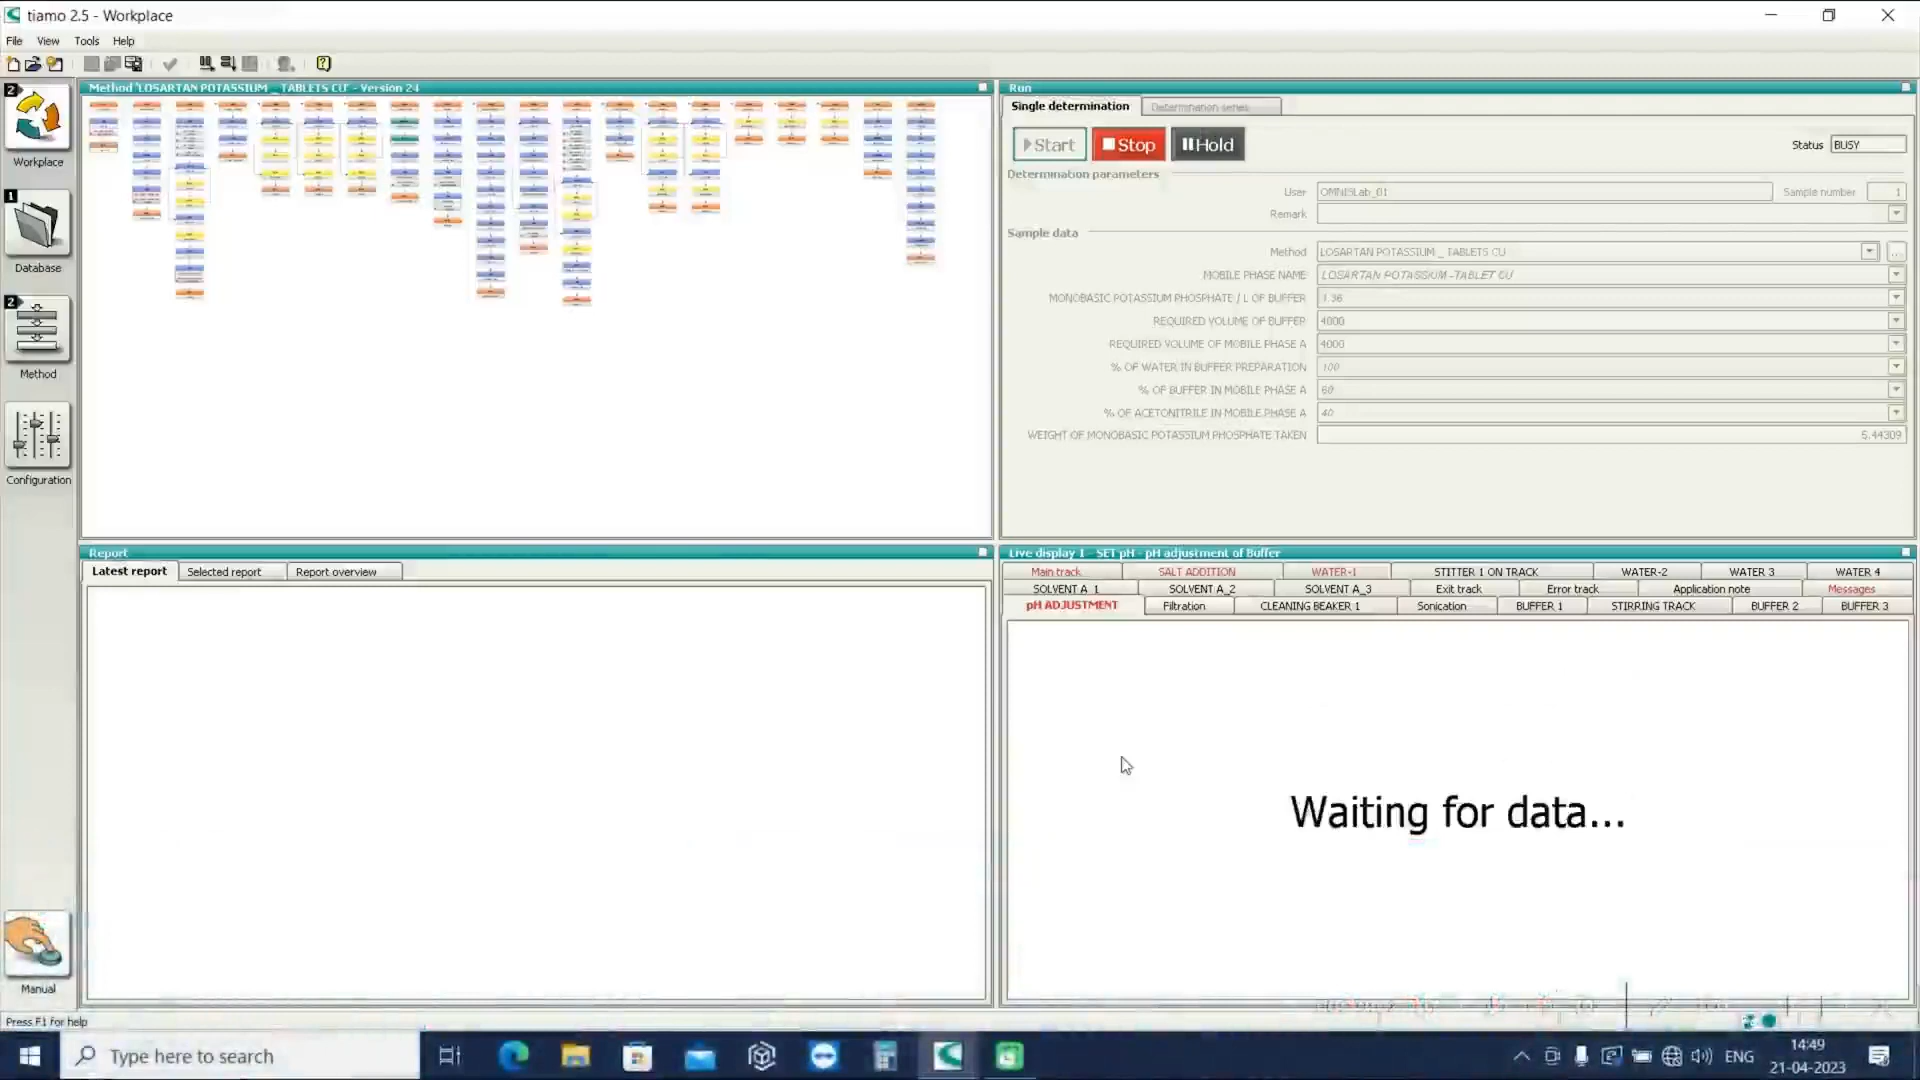 tiamo 2.5 - Workplace
File View Tools Help
2
Workplace
1
Database
2
Method
Configuration
Manual
Method 'LOSARTAN POTASSIUM _ TABLETS CU' - Version 24
Run
Single determination Determination series
Start Stop Hold Status BUSY
Determination parameters
User OMNISLab_01 Sample number 1
Remark
Sample data
Method LOSARTAN POTASSIUM _ TABLETS CU ...
MOBILE PHASE NAME LOSARTAN POTASSIUM -TABLET CU
MONOBASIC POTASSIUM PHOSPHATE / L OF BUFFER 1.36
REQUIRED VOLUME OF BUFFER 4000
REQUIRED VOLUME OF MOBILE PHASE A 4000
% OF WATER IN BUFFER PREPARATION 100
% OF BUFFER IN MOBILE PHASE A 60
% OF ACETONITRILE IN MOBILE PHASE A 40
WEIGHT OF MONOBASIC POTASSIUM PHOSPHATE TAKEN 5.44309
Report
Latest report Selected report Report overview
Live display 1 - SET pH - pH adjustment of Buffer
Main track SALT ADDITION WATER-1 STITTER 1 ON TRACK WATER-2 WATER 3 WATER 4
SOLVENT A_1 SOLVENT A_2 SOLVENT A_3 Exit track Error track Application note Messages
pH ADJUSTMENT Filtration CLEANING BEAKER 1 Sonication BUFFER 1 STIRRING TRACK BUFFER 2 BUFFER 3
Waiting for data...
Press F1 for help
Type here to search
ENG
14:49
21-04-2023